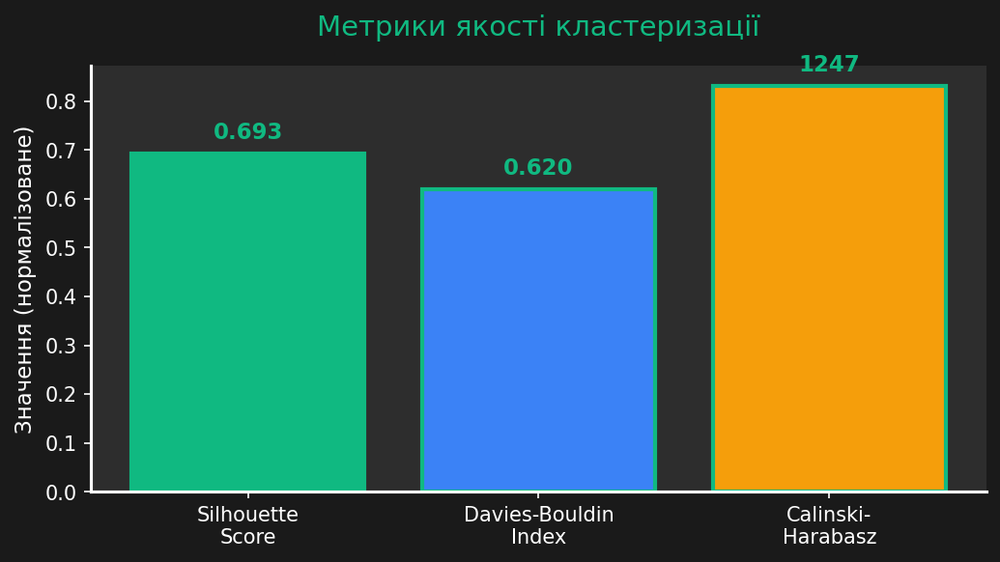 Метрики якості кластеризації
1247
0.693
0.620
Значення (нормалізоване)
0.8
0.7
0.6
0.5
0.4
0.3
0.2
0.1
0.0
Silhouette
Score
Davies-Bouldin
Index
Calinski-
Harabasz